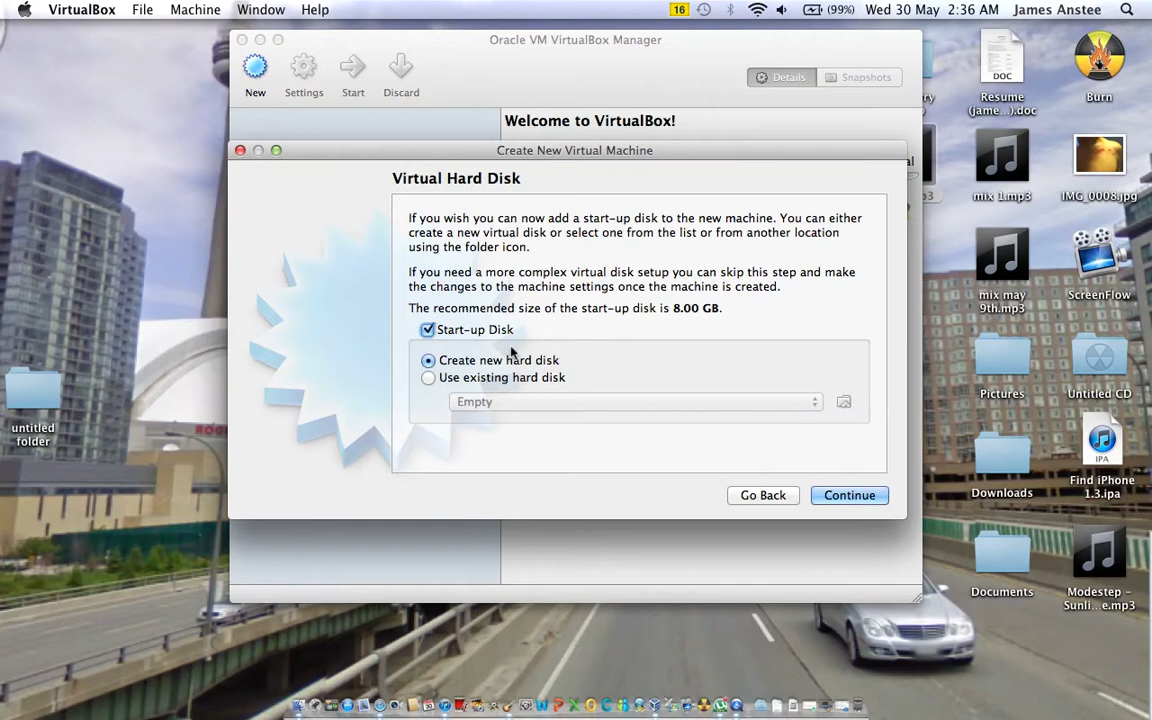 VirtualBox File Machine Window Help 16 (99%) Wed 30 May 2:36 AM James Anstee
Oracle VM VirtualBox Manager
New Settings Start Discard
Details Snapshots
Welcome to VirtualBox!
Create New Virtual Machine
Virtual Hard Disk
If you wish you can now add a start-up disk to the new machine. You can either
create a new virtual disk or select one from the list or from another location
using the folder icon.
If you need a more complex virtual disk setup you can skip this step and make
the changes to the machine settings once the machine is created.
The recommended size of the start-up disk is 8.00 GB.
Start-up Disk
Create new hard disk
Use existing hard disk
Empty
Go Back Continue
untitled
folder
DOC
Resume
(jame...).doc
Burn
mix 1.mp3
IMG_0008.jpg
mix may
9th.mp3
ScreenFlow
Pictures
Untitled CD
Downloads
IPA
Find iPhone
1.3.ipa
Documents
Modestep -
Sunli...e.mp3